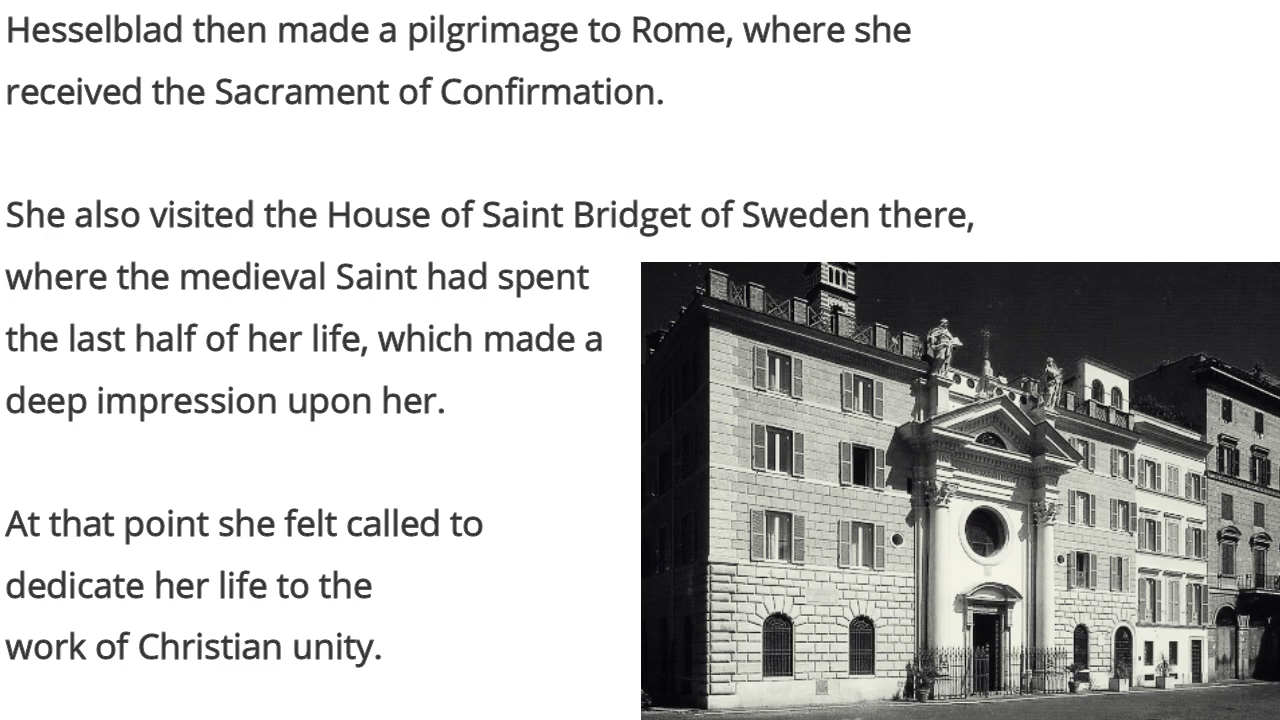 Hesselblad then made a pilgrimage to Rome, where she
received the Sacrament of Confirmation.
She also visited the House of Saint Bridget of Sweden there,
where the medieval Saint had spent
the last half of her life, which made a
deep impression upon her.
At that point she felt called to
dedicate her life to the
work of Christian unity.